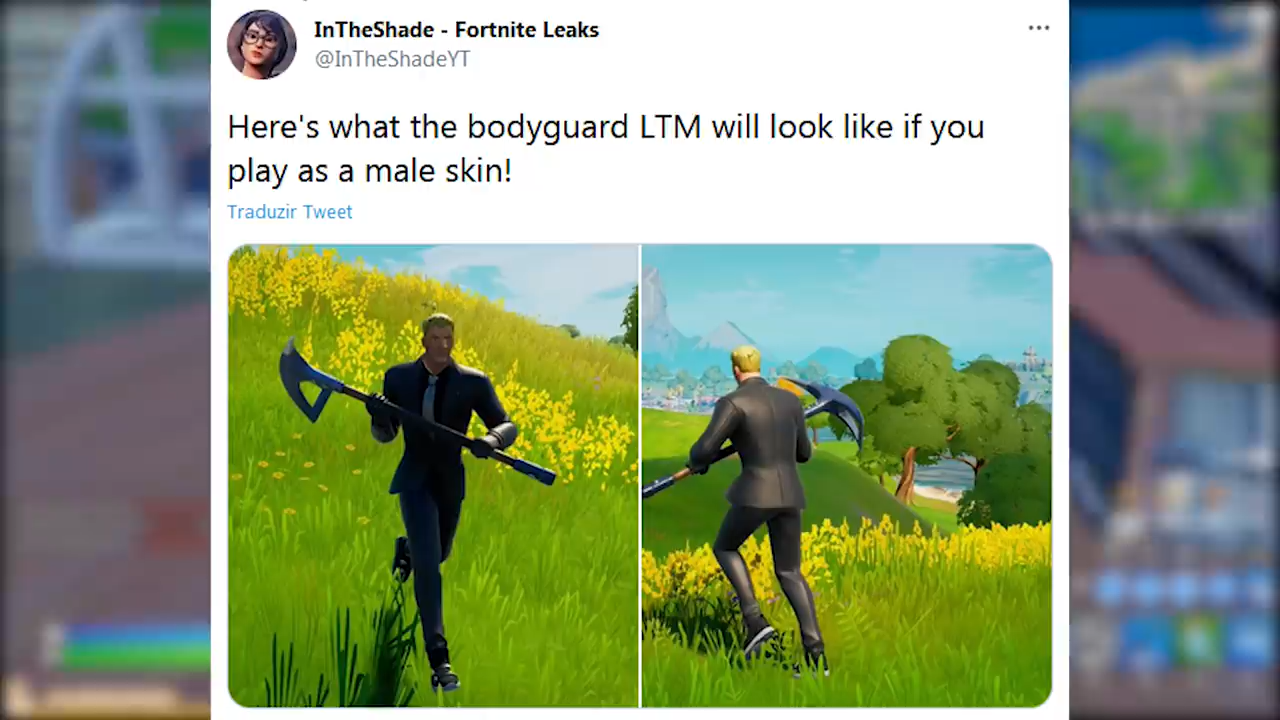 InTheShade - Fortnite Leaks
@InTheShadeYT
Here's what the bodyguard LTM will look like if you
play as a male skin!
Traduzir Tweet